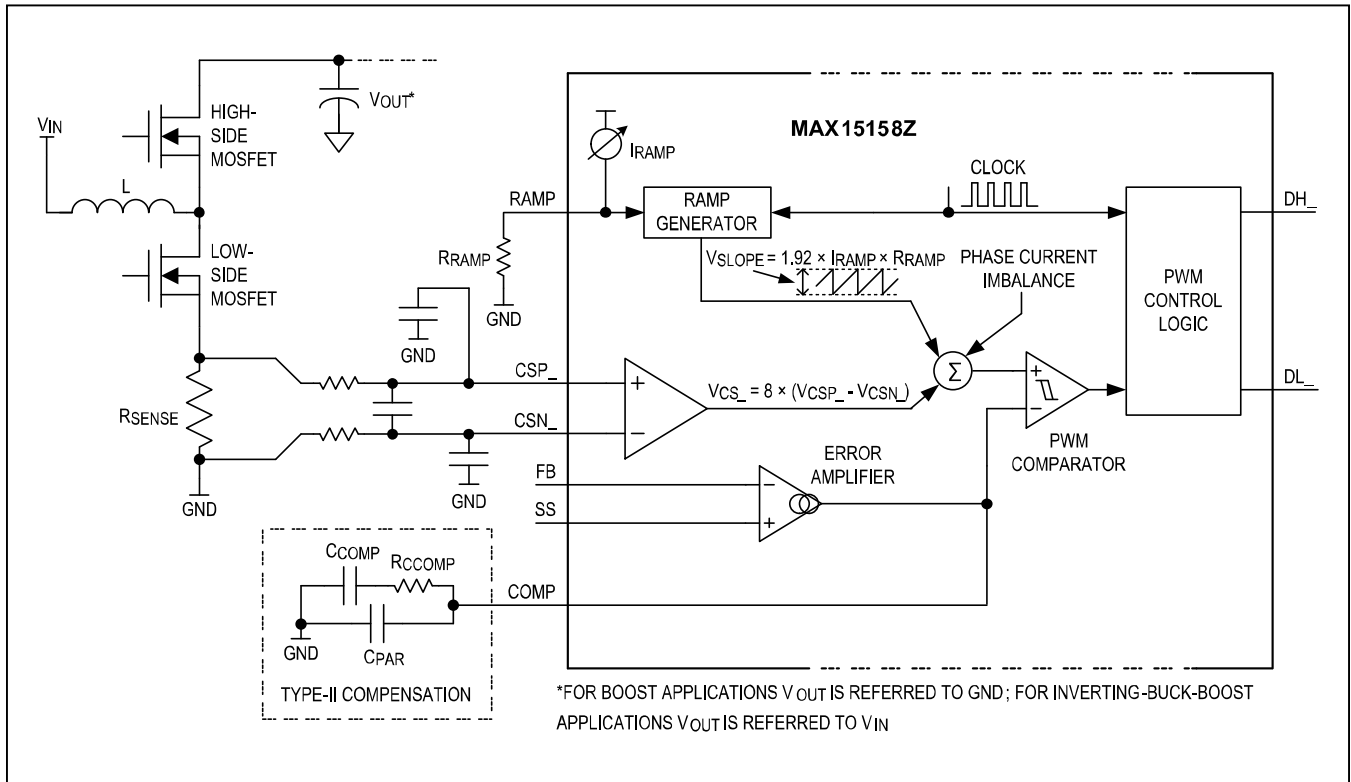 HIGH-
SIDE
MOSFET
VOUT*
VIN
L
LOW-
SIDE
MOSFET
RSENSE
GND
RAMP
RRAMP
GND
GND
CSP_
CSN_
GND
FB
SS
COMP
CCOMP
RCCOMP
GND
CPAR
TYPE-II COMPENSATION
MAX15158Z
IRAMP
RAMP
GENERATOR
CLOCK
VSLOPE = 1.92 × IRAMP × RRAMP
PHASE CURRENT
IMBALANCE
PWM
CONTROL
LOGIC
DH_
DL_
+
−
VCS_ = 8 × (VCSP_ - VCSN_)
Σ
+
−
PWM
COMPARATOR
ERROR
AMPLIFIER
−
+
*FOR BOOST APPLICATIONS VOUT IS REFERRED TO GND; FOR INVERTING-BUCK-BOOST
APPLICATIONS VOUT IS REFERRED TO VIN